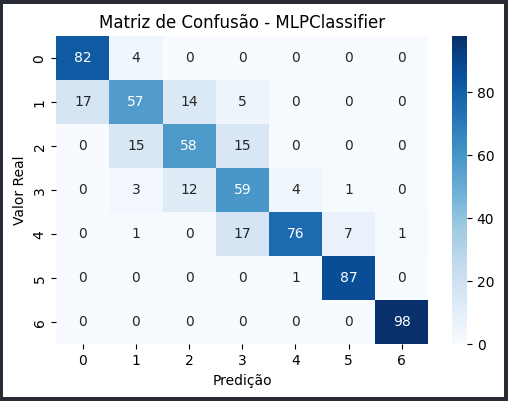 Matriz de Confusão - MLPClassifier
0 82 4 0 0 0 0 0
1 17 57 14 5 0 0 0
2 0 15 58 15 0 0 0
3 0 3 12 59 4 1 0
4 0 1 0 17 76 7 1
5 0 0 0 0 1 87 0
6 0 0 0 0 0 0 98
0 1 2 3 4 5 6
Predição
Valor Real
80
60
40
20
0